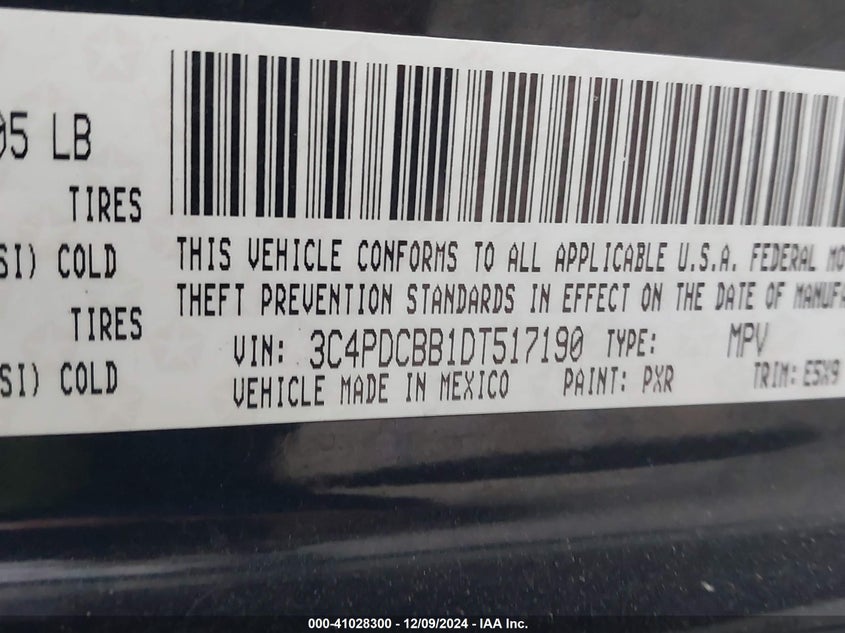 05 LB
TIRES
SI) COLD
TIRES
SI) COLD
THIS VEHICLE CONFORMS TO ALL APPLICABLE U.S.A. FEDERAL MO
THEFT PREVENTION STANDARDS IN EFFECT ON THE DATE OF MANUFA
VIN: 3C4PDCBB1DT517190 TYPE: MPV
VEHICLE MADE IN MEXICO PAINT: PXR TRIM: E5X9
000-41028300 - 12/09/2024 - IAA Inc.